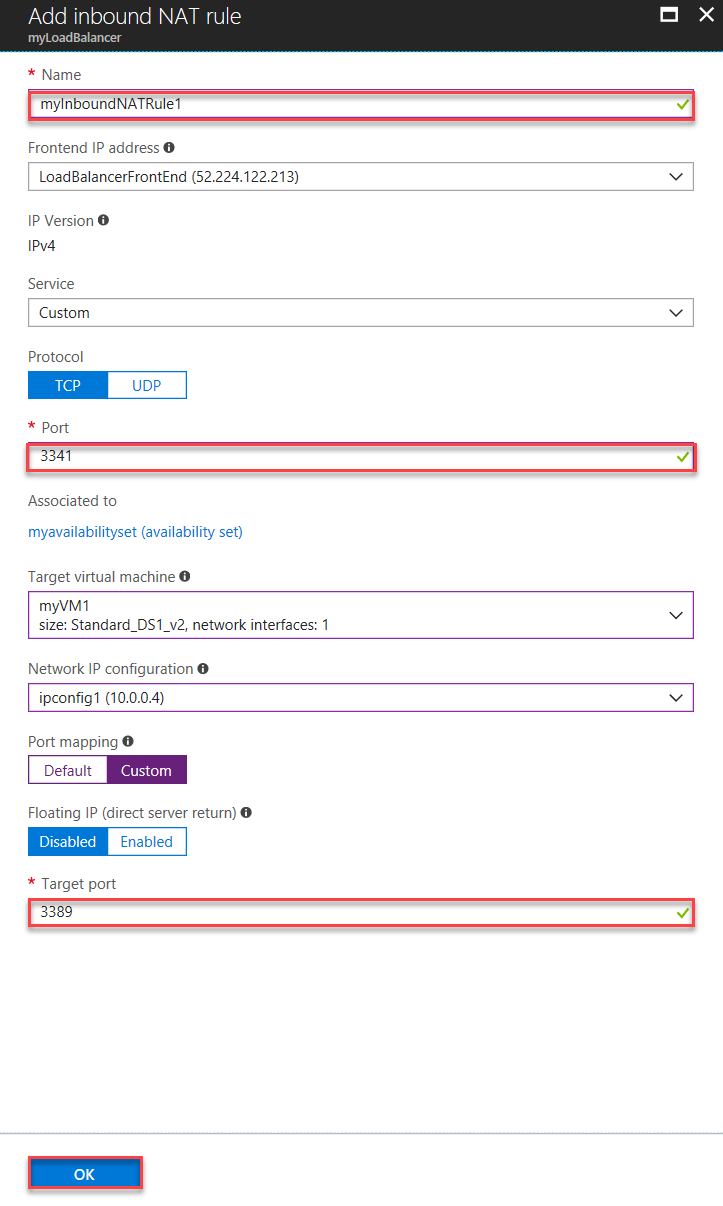 Add inbound NAT rule
myLoadBalancer
* Name
myInboundNATRule1
Frontend IP address
LoadBalancerFrontEnd (52.224.122.213)
IP Version
IPv4
Service
Custom
Protocol
TCP UDP
* Port
3341
Associated to
myavailabilityset (availability set)
Target virtual machine
myVM1
size: Standard_DS1_v2, network interfaces: 1
Network IP configuration
ipconfig1 (10.0.0.4)
Port mapping
Default Custom
Floating IP (direct server return)
Disabled Enabled
* Target port
3389
OK